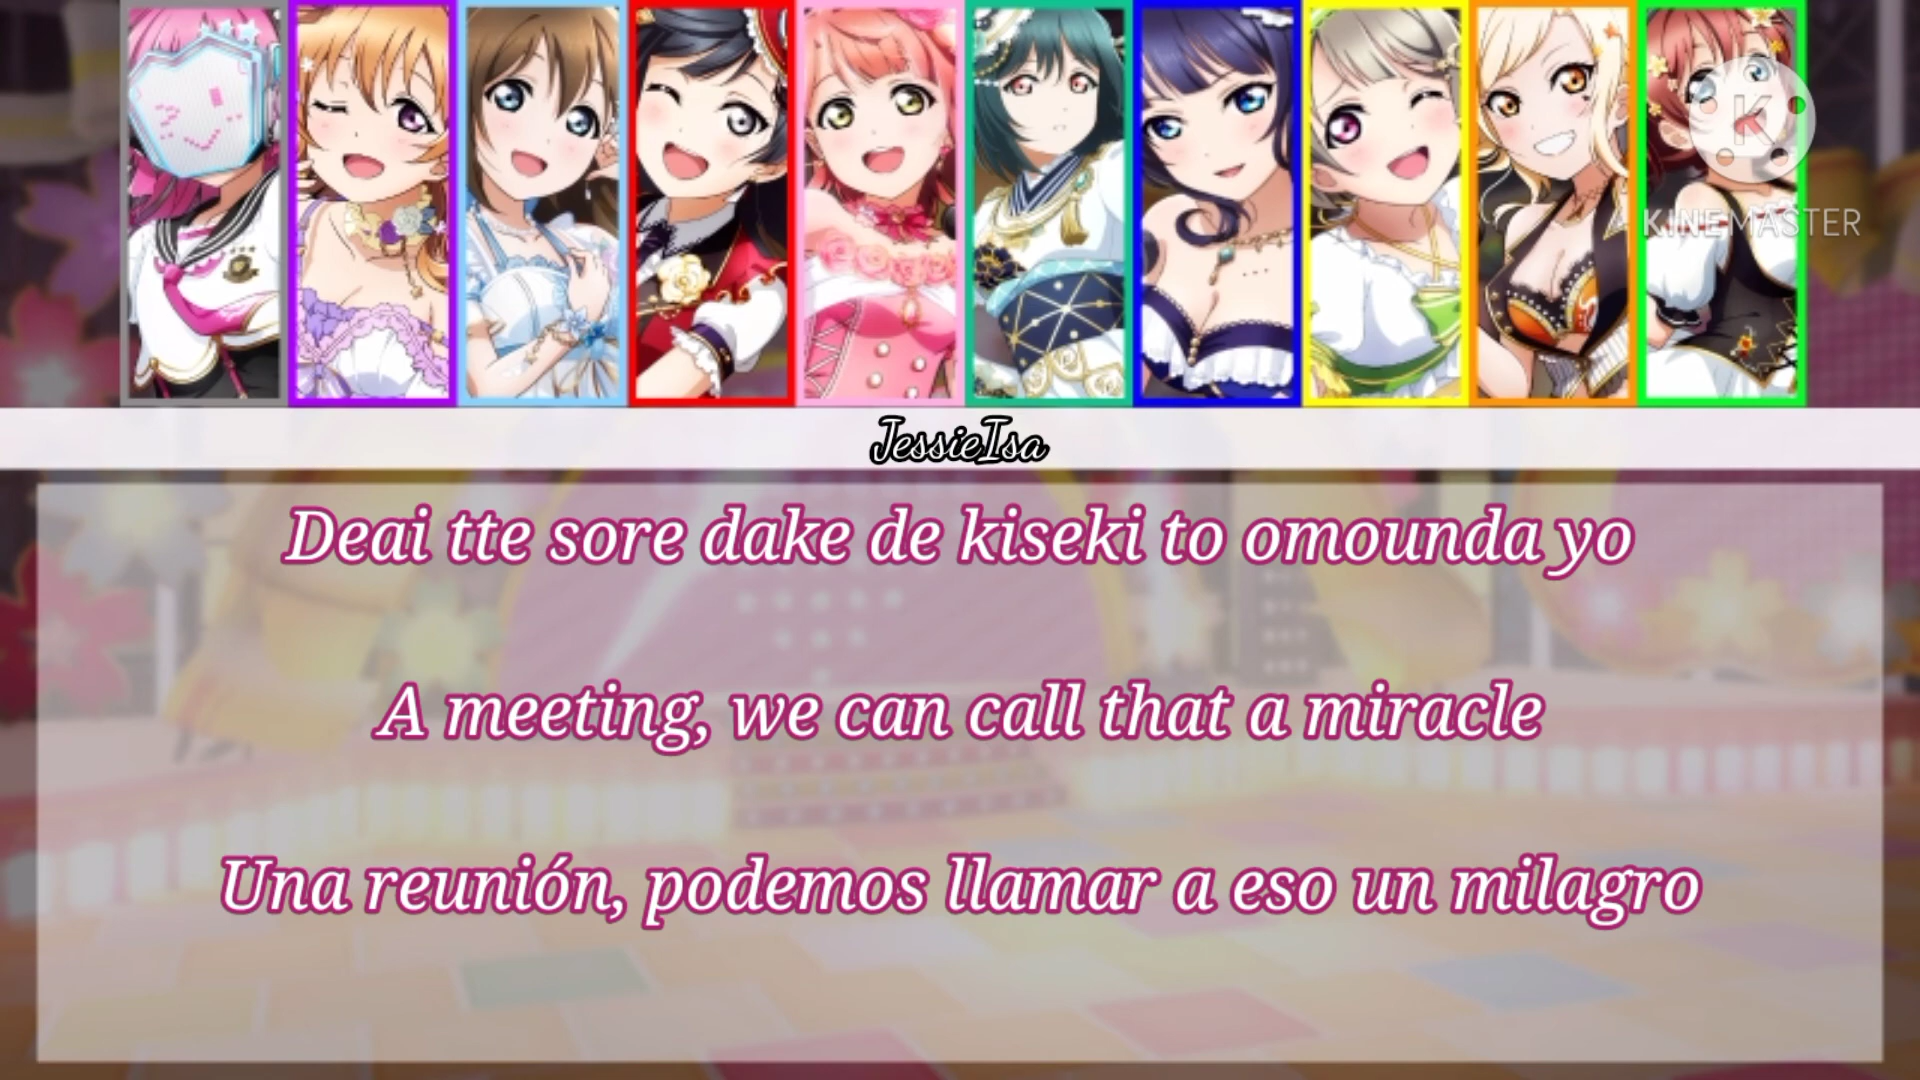 K
KINEMASTER
JessieIsa
Deai tte sore dake de kiseki to omounda yo
A meeting, we can call that a miracle
Una reunión, podemos llamar a eso un milagro